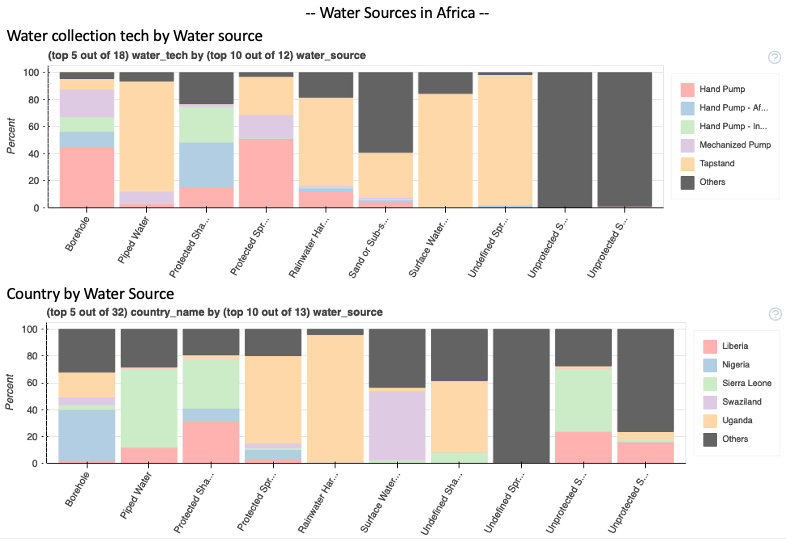 -- Water Sources in Africa --
Water collection tech by Water source
(top 5 out of 18) water_tech by (top 10 out of 12) water_source
?
Percent
100
80
60
40
20
0
Borehole
Piped Water
Protected Sha...
Protected Spr...
Rainwater Har...
Sand or Sub-s...
Surface Water...
Undefined Spr...
Unprotected S...
Unprotected S...
Hand Pump
Hand Pump - Af...
Hand Pump - In...
Mechanized Pump
Tapstand
Others
Country by Water Source
(top 5 out of 32) country_name by (top 10 out of 13) water_source
?
Percent
100
80
60
40
20
0
Borehole
Piped Water
Protected Sha...
Protected Spr...
Rainwater Har...
Surface Water...
Undefined Sha...
Undefined Spr...
Unprotected S...
Unprotected S...
Liberia
Nigeria
Sierra Leone
Swaziland
Uganda
Others